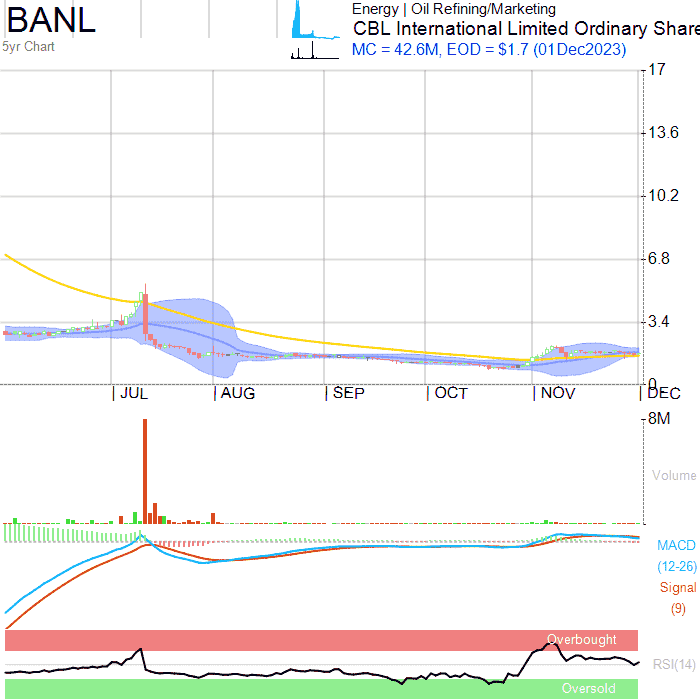 BANL
5yr Chart
Energy | Oil Refining/Marketing
CBL International Limited Ordinary Share
MC = 42.6M, EOD = $1.7 (01Dec2023)
17
13.6
10.2
6.8
3.4
0
JUL AUG SEP OCT NOV DEC
8M
Volume
MACD
(12-26)
Signal
(9)
Overbought
RSI(14)
Oversold